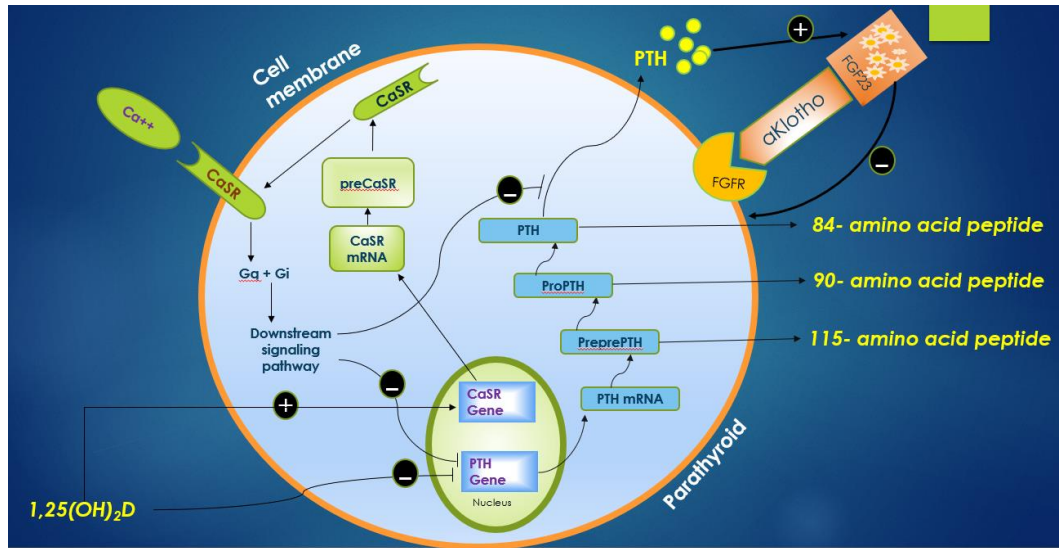 Cell
membrane
Ca++
CaSR
CaSR
preCaSR
CaSR
mRNA
Gq + Gi
Downstream
signaling
pathway
CaSR
Gene
PTH
Gene
Nucleus
1,25(OH)₂D
+
−
−
−
PTH
ProPTH
PreprePTH
PTH mRNA
PTH
+
FGF23
αKlotho
FGFR
−
84- amino acid peptide
90- amino acid peptide
115- amino acid peptide
Parathyroid